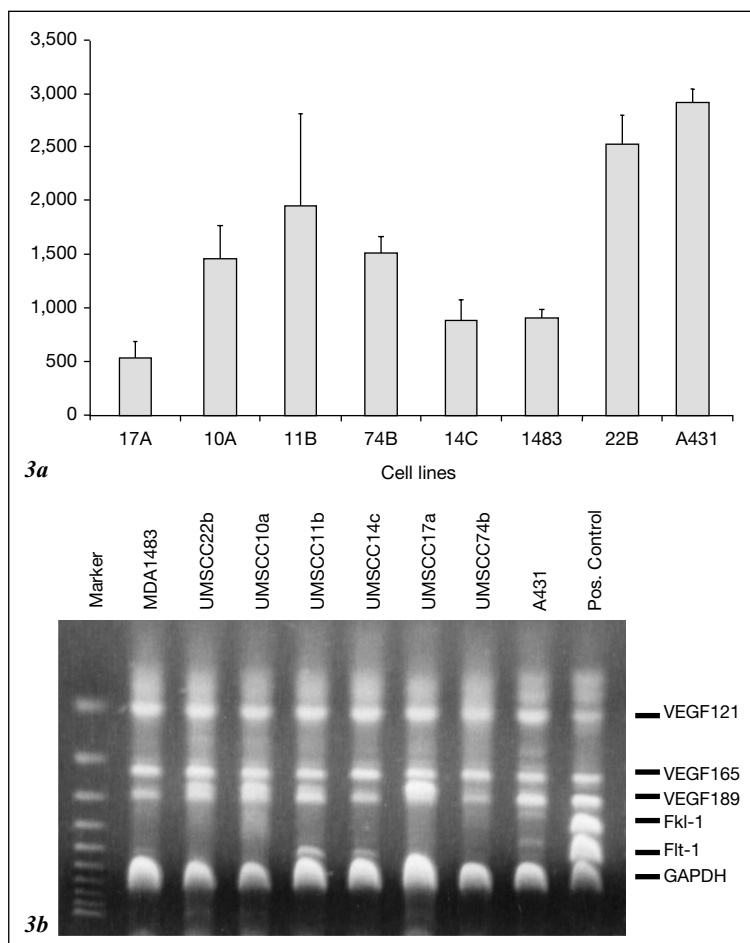 3,500
3,000
2,500
2,000
1,500
1,000
500
0
17A 10A 11B 74B 14C 1483 22B A431
3a
Cell lines
Marker
MDA1483
UMSCC22b
UMSCC10a
UMSCC11b
UMSCC14c
UMSCC17a
UMSCC74b
A431
Pos. Control
VEGF121
VEGF165
VEGF189
Fkl-1
Flt-1
GAPDH
3b